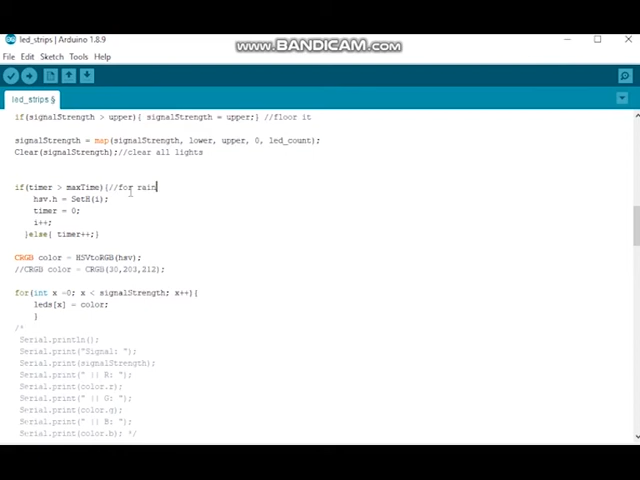 led_strips | Arduino 1.8.9
www.BANDICAM.com
File Edit Sketch Tools Help
led_strips §
if(signalStrength > upper){ signalStrength = upper;} //floor it
signalStrength = map(signalStrength, lower, upper, 0, led_count);
Clear(signalStrength);//clear all lights
if(timer > maxTime){//for rain
hsv.h = SetH(i);
timer = 0;
i++;
}else{ timer++;}
CRGB color = HSVtoRGB(hsv);
//CRGB color = CRGB(30,203,212);
for(int x =0; x < signalStrength; x++){
leds[x] = color;
}
/*
Serial.println();
Serial.print("Signal: ");
Serial.print(signalStrength);
Serial.print(" || R: ");
Serial.print(color.r);
Serial.print(" || G: ");
Serial.print(color.g);
Serial.print(" || B: ");
Serial.print(color.b); */